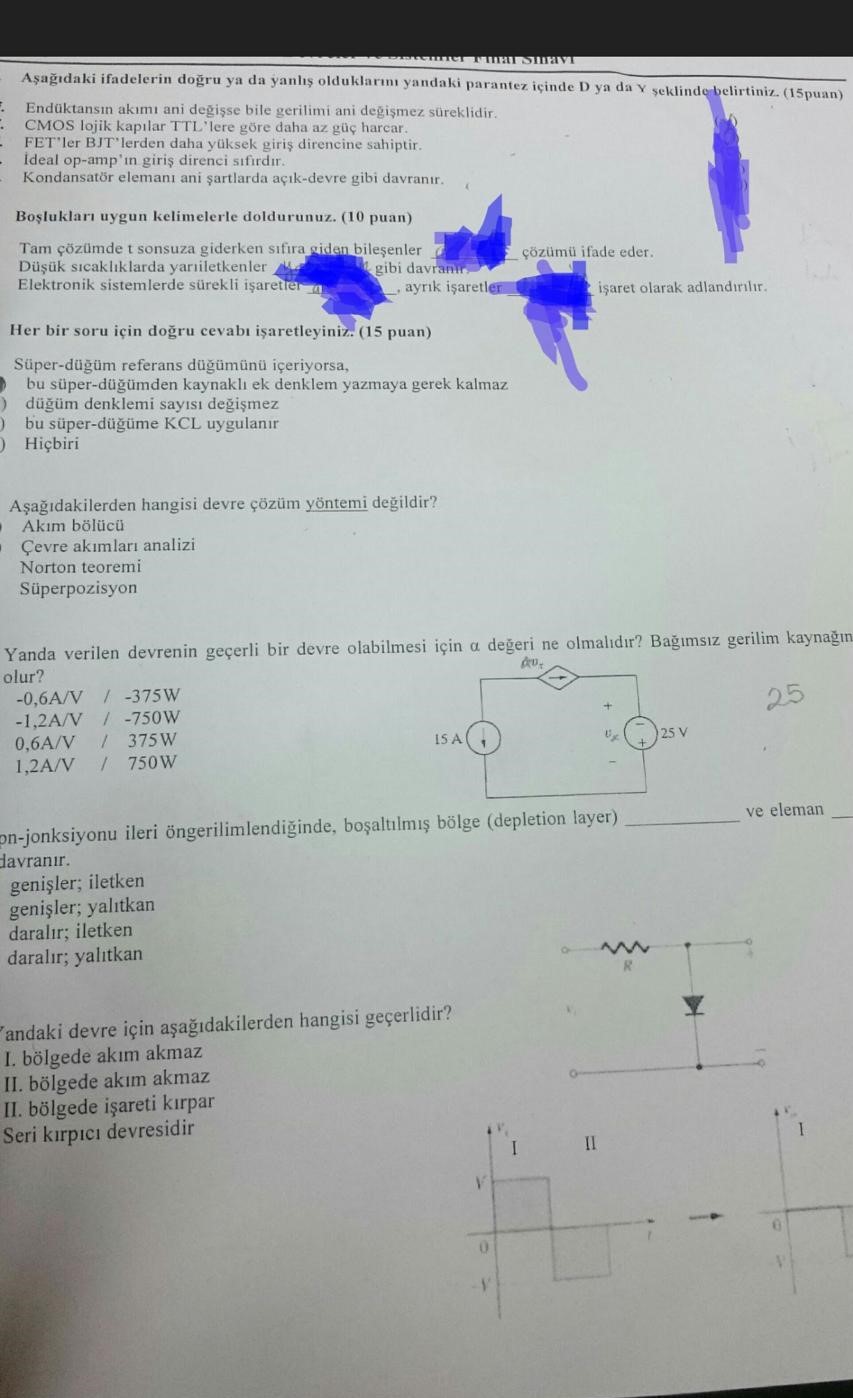 Final Sınavı
Aşağıdaki ifadelerin doğru ya da yanlış olduklarını yandaki parantez içinde D ya da Y şeklinde belirtiniz. (15puan)
Endüktansın akımı ani değişse bile gerilimi ani değişmez süreklidir.
CMOS lojik kapılar TTL'lere göre daha az güç harcar.
FET'ler BJT'lerden daha yüksek giriş direncine sahiptir.
İdeal op-amp'ın giriş direnci sıfırdır.
Kondansatör elemanı ani şartlarda açık-devre gibi davranır.
Boşlukları uygun kelimelerle doldurunuz. (10 puan)
Tam çözümde t sonsuza giderken sıfıra giden bileşenler çözümü ifade eder.
Düşük sıcaklıklarda yarıiletkenler gibi davranır.
Elektronik sistemlerde sürekli işaretler , ayrık işaretler işaret olarak adlandırılır.
Her bir soru için doğru cevabı işaretleyiniz. (15 puan)
Süper-düğüm referans düğümünü içeriyorsa,
bu süper-düğümden kaynaklı ek denklem yazmaya gerek kalmaz
) düğüm denklemi sayısı değişmez
) bu süper-düğüme KCL uygulanır
) Hiçbiri
Aşağıdakilerden hangisi devre çözüm yöntemi değildir?
Akım bölücü
Çevre akımları analizi
Norton teoremi
Süperpozisyon
Yanda verilen devrenin geçerli bir devre olabilmesi için α değeri ne olmalıdır? Bağımsız gerilim kaynağın
olur?
-0,6A/V / -375W
-1,2A/V / -750W
0,6A/V / 375W
1,2A/V / 750W
15 A
+
-
+
-
25 V
25
pn-jonksiyonu ileri öngerilimlendiğinde, boşaltılmış bölge (depletion layer) __________ ve eleman __
davranır.
genişler; iletken
genişler; yalıtkan
daralır; iletken
daralır; yalıtkan
R
Yandaki devre için aşağıdakilerden hangisi geçerlidir?
I. bölgede akım akmaz
II. bölgede akım akmaz
II. bölgede işareti kırpar
Seri kırpıcı devresidir
I II
V
0
-V
t
I
0
-V